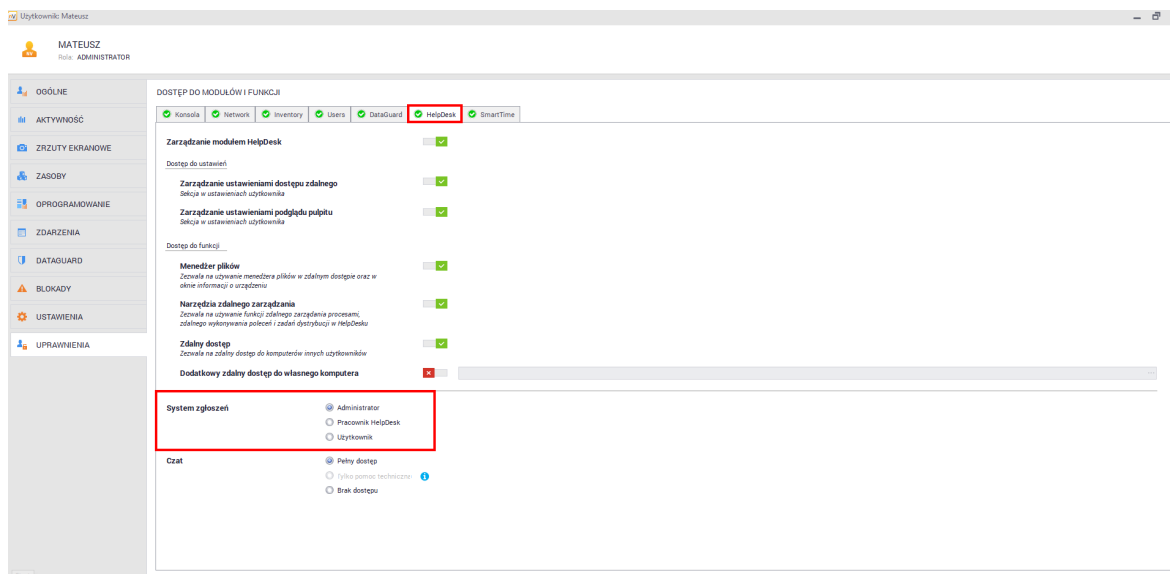 Użytkownik: Mateusz
MATEUSZ
Rola: ADMINISTRATOR
OGÓLNE
AKTYWNOŚĆ
ZRZUTY EKRANOWE
ZASOBY
OPROGRAMOWANIE
ZDARZENIA
DATAGUARD
BLOKADY
USTAWIENIA
UPRAWNIENIA
DOSTĘP DO MODUŁÓW I FUNKCJI
Konsola Network Inventory Users DataGuard HelpDesk SmartTime
Zarządzanie modułem HelpDesk
Dostęp do ustawień
Zarządzanie ustawieniami dostępu zdalnego
Sekcja w ustawieniach użytkownika
Zarządzanie ustawieniami podglądu pulpitu
Sekcja w ustawieniach użytkownika
Dostęp do funkcji
Menedżer plików
Zezwala na używanie menedżera plików w zdalnym dostępie oraz w
oknie informacji o urządzeniu
Narzędzia zdalnego zarządzania
Zezwala na używanie funkcji zdalnego zarządzania procesami,
zdalnego wykonywania poleceń i zadań dystrybucji w HelpDesku
Zdalny dostęp
Zezwala na zdalny dostęp do komputerów innych użytkowników
Dodatkowy zdalny dostęp do własnego komputera
System zgłoszeń
Administrator
Pracownik HelpDesk
Użytkownik
Czat
Pełny dostęp
Tylko pomoc techniczna
Brak dostępu